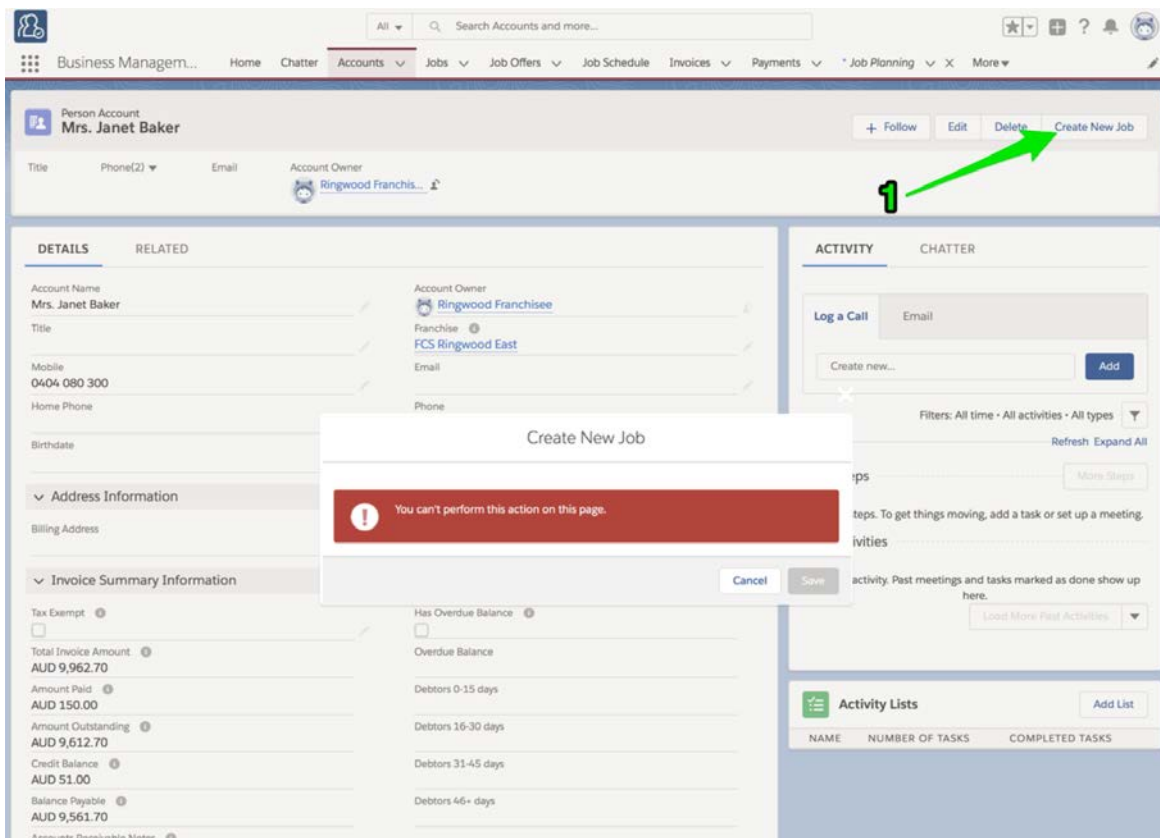 All
Search Accounts and more...
Business Managem...
Home
Chatter
Accounts
Jobs
Job Offers
Job Schedule
Invoices
Payments
* Job Planning
More
Person Account
Mrs. Janet Baker
+ Follow
Edit
Delete
Create New Job
Title
Phone(2)
Email
Account Owner
Ringwood Franchis...
1
DETAILS
RELATED
Account Name
Mrs. Janet Baker
Account Owner
Ringwood Franchisee
Title
Franchise
FCS Ringwood East
Mobile
0404 080 300
Email
Home Phone
Phone
Birthdate
Address Information
Billing Address
Invoice Summary Information
Tax Exempt
Has Overdue Balance
Total Invoice Amount
AUD 9,962.70
Overdue Balance
Amount Paid
AUD 150.00
Debtors 0-15 days
Amount Outstanding
AUD 9,612.70
Debtors 16-30 days
Credit Balance
AUD 51.00
Debtors 31-45 days
Balance Payable
AUD 9,561.70
Debtors 46+ days
Accounts Receivable Notes
Create New Job
You can't perform this action on this page.
Cancel
Save
ACTIVITY
CHATTER
Log a Call
Email
Create new...
Add
Filters: All time • All activities • All types
Refresh Expand All
eps
More Steps
teps. To get things moving, add a task or set up a meeting.
ivities
activity. Past meetings and tasks marked as done show up
here.
Load More Past Activities
Activity Lists
Add List
NAME
NUMBER OF TASKS
COMPLETED TASKS